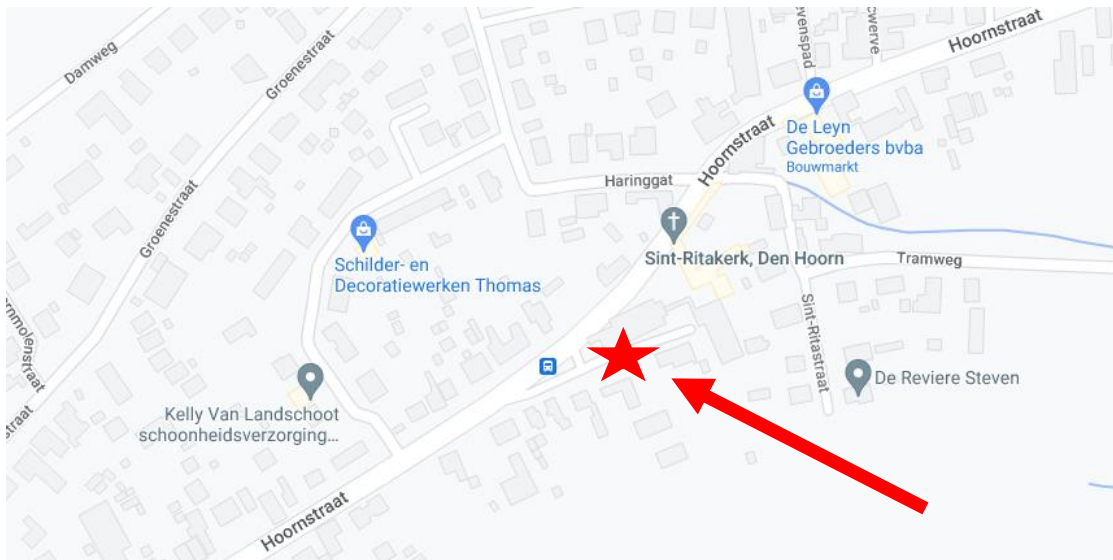 Damweg
Groenestraat
Groenestraat
Hoornstraat
De Leyn
Gebroeders bvba
Bouwmarkt
Hoornstraat
Haringgat
Sint-Ritakerk, Den Hoorn
Tramweg
Schilder- en
Decoratiewerken Thomas
Sint-Ritastraat
De Reviere Steven
Kelly Van Landschoot
schoonheidsverzorging...
Hoornstraat